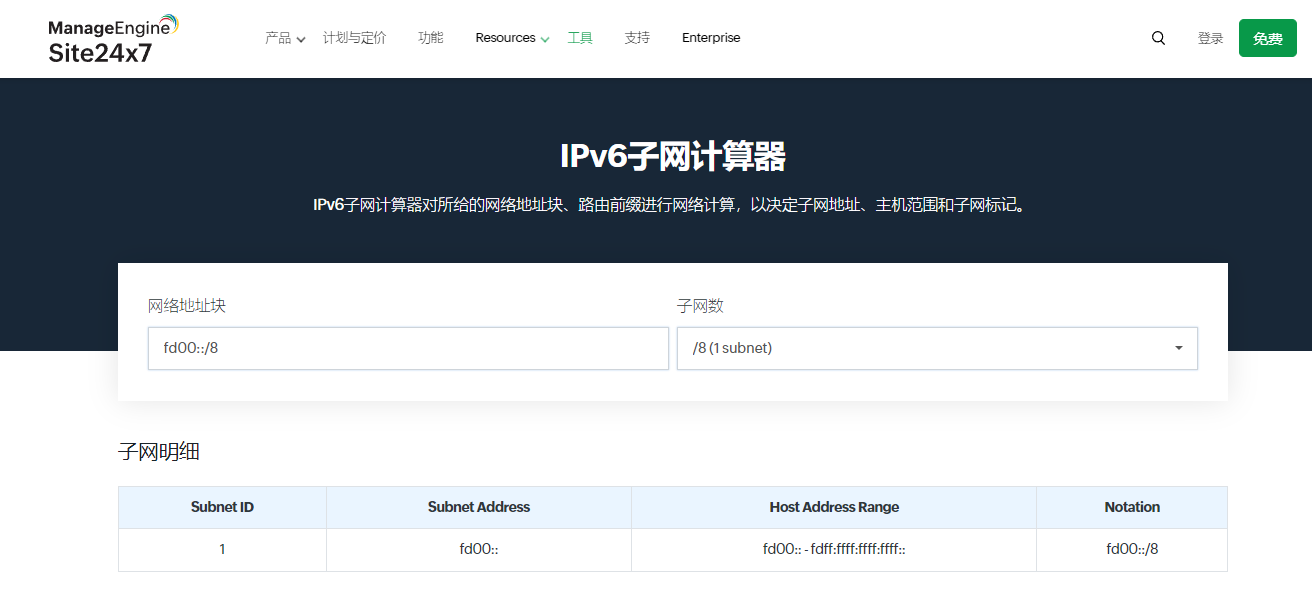 ManageEngine
Site24x7
产品 计划与定价 功能 Resources 工具 支持 Enterprise 登录 免费
IPv6子网计算器
IPv6子网计算器对所给的网络地址块、路由前缀进行网络计算，以决定子网地址、主机范围和子网标记。
网络地址块 子网数
fd00::/8 /8 (1 subnet)
子网明细
Subnet ID Subnet Address Host Address Range Notation
1 fd00:: fd00:: - fdff:ffff:ffff:ffff:: fd00::/8